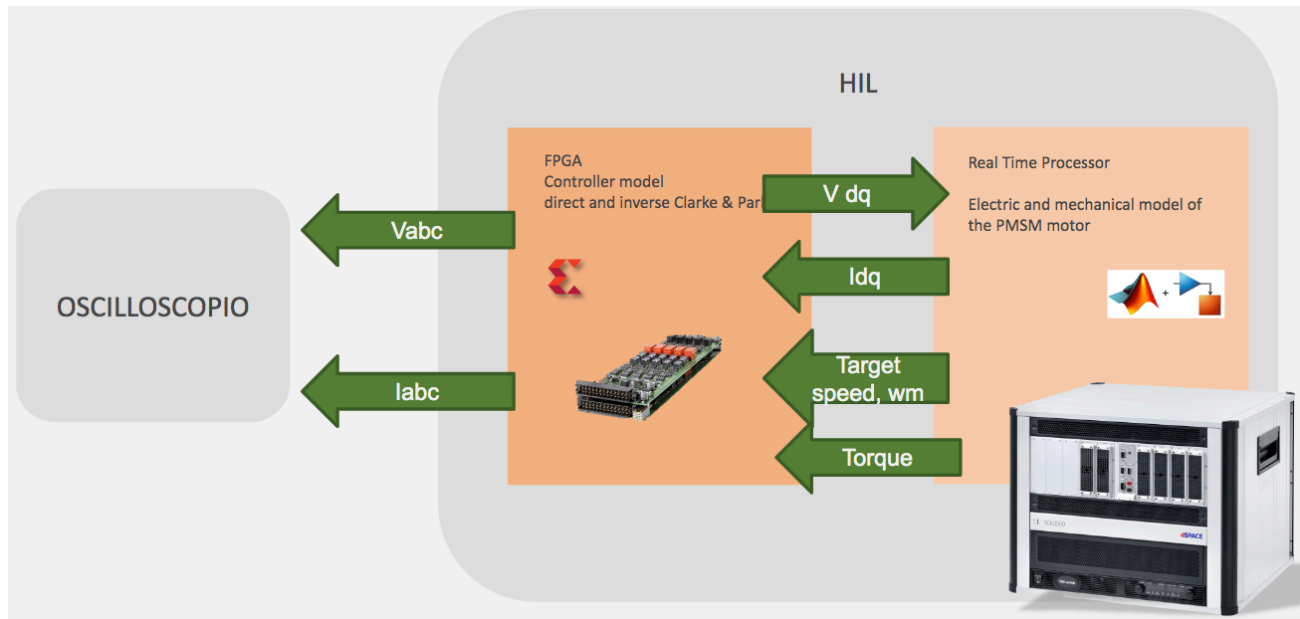 HIL
FPGA
Controller model
direct and inverse Clarke & Par
Real Time Processor
Electric and mechanical model of
the PMSM motor
V dq
Idq
Target
speed, wm
Torque
Vabc
Iabc
OSCILLOSCOPIO
+
SCALEXIO
dSPACE